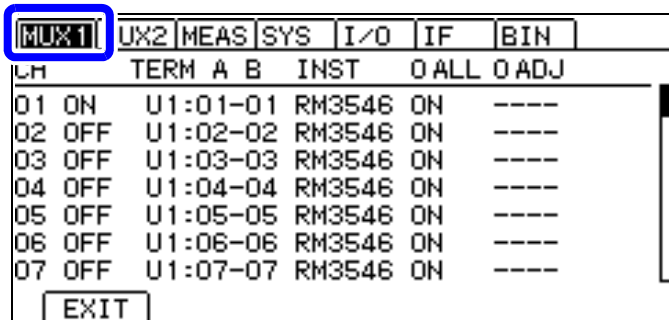 MUX1 UX2 MEAS SYS I/O IF BIN
CH TERM A B INST 0 ALL 0 ADJ
01 ON U1:01-01 RM3546 ON ----
02 OFF U1:02-02 RM3546 ON ----
03 OFF U1:03-03 RM3546 ON ----
04 OFF U1:04-04 RM3546 ON ----
05 OFF U1:05-05 RM3546 ON ----
06 OFF U1:06-06 RM3546 ON ----
07 OFF U1:07-07 RM3546 ON ----
EXIT